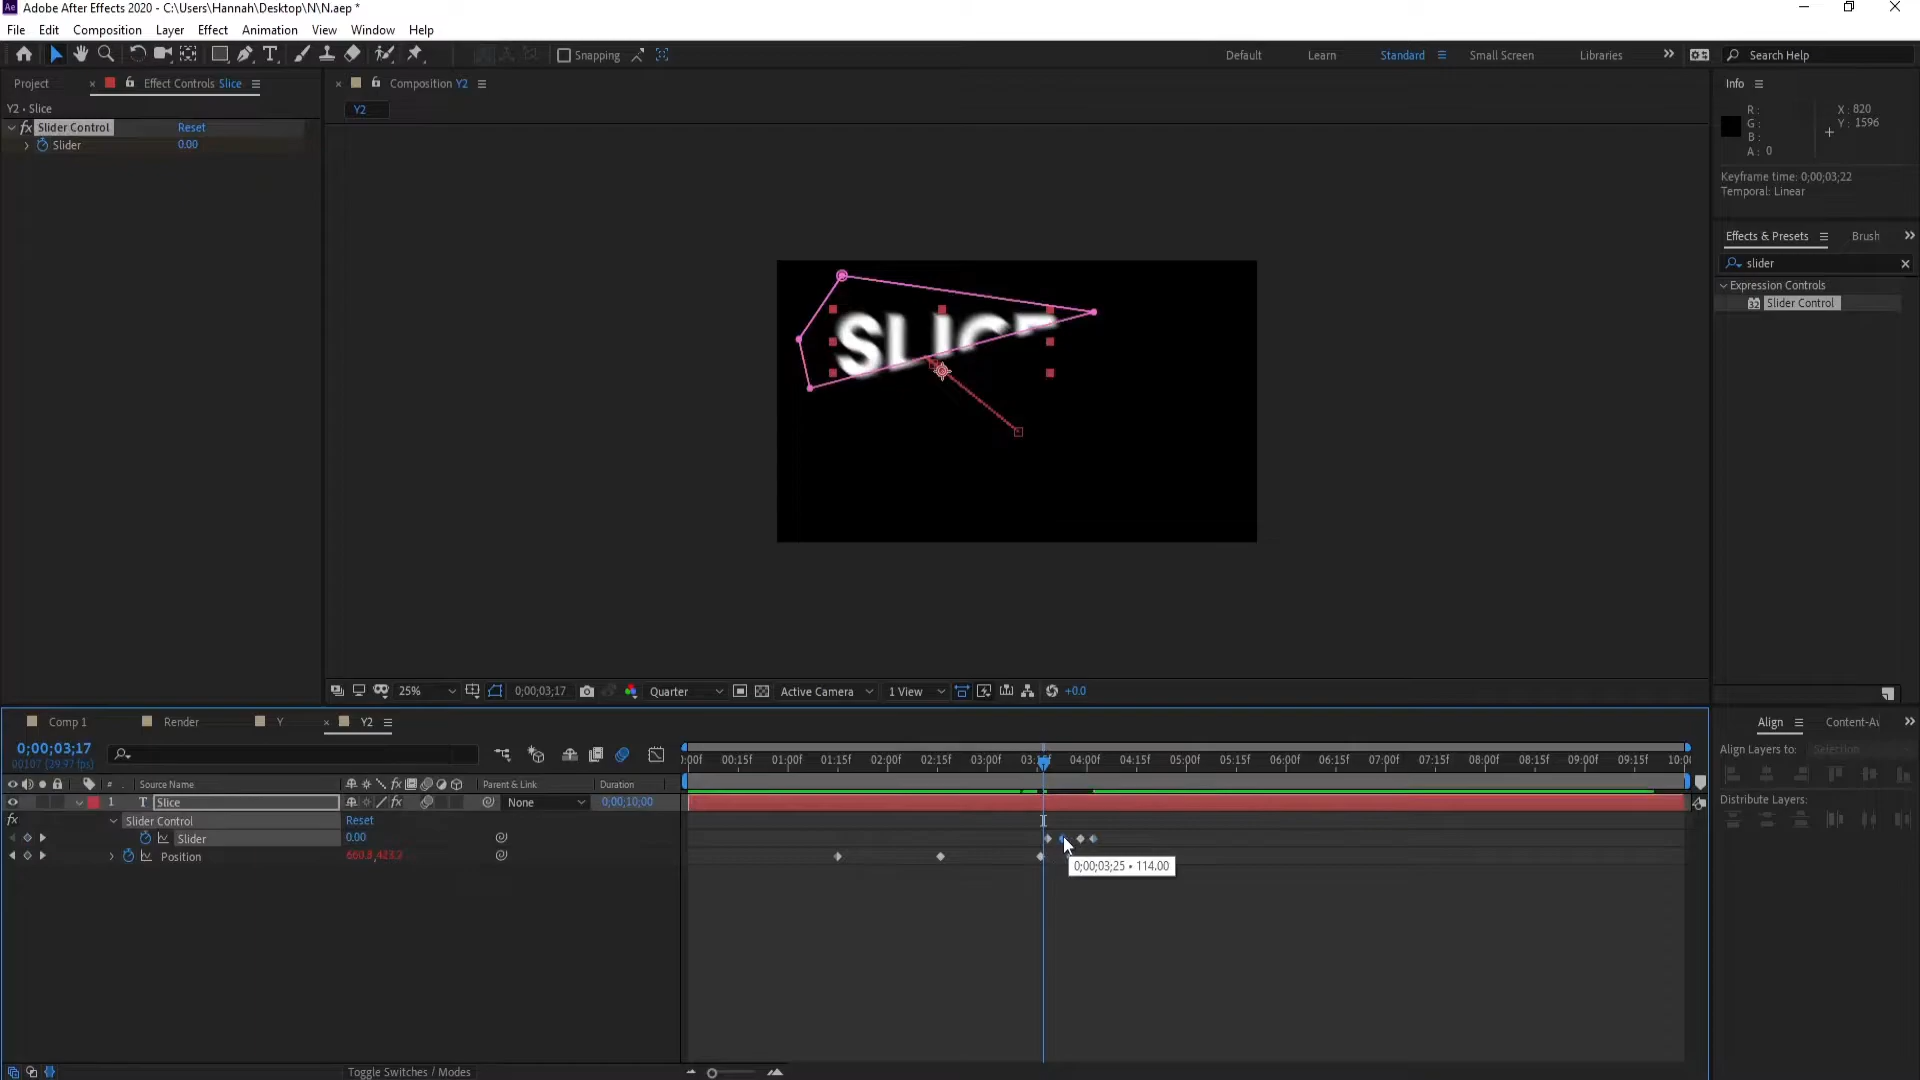 Adobe After Effects 2020 - C:\Users\Hannah\Desktop\N\N.aep *
File Edit Composition Layer Effect Animation View Window Help
Snapping Default Learn Standard Small Screen Libraries Search Help
Project Effect Controls Slice Composition Y2 Info
Y2 • Slice
Y2
fx Slider Control Reset
Slider 0.00
R: X: 820
G: Y: 1596
B:
A: 0
Keyframe time: 0;00;03;22
Temporal: Linear
Effects & Presets Brush
slider
Expression Controls
Slider Control
SLICE
25% 0;00;03;17 Quarter Active Camera 1 View +0.0
Comp 1 Render Y Y2
Align Content-Av
0;00;03;17
00107 (29.97 fps)
Align Layers to: Selection
:00f 00:15f 01:00f 01:15f 02:00f 02:15f 03:00f 04:00f 04:15f 05:00f 05:15f 06:00f 06:15f 07:00f 07:15f 08:00f 08:15f 09:00f 09:15f
# Source Name fx Parent & Link Duration
1 T Slice None 0;00;10;00
Distribute Layers:
fx Slider Control Reset
Slider 0.00
Position 660.8,423.2
0;00;03;25 • 114.00
Toggle Switches / Modes